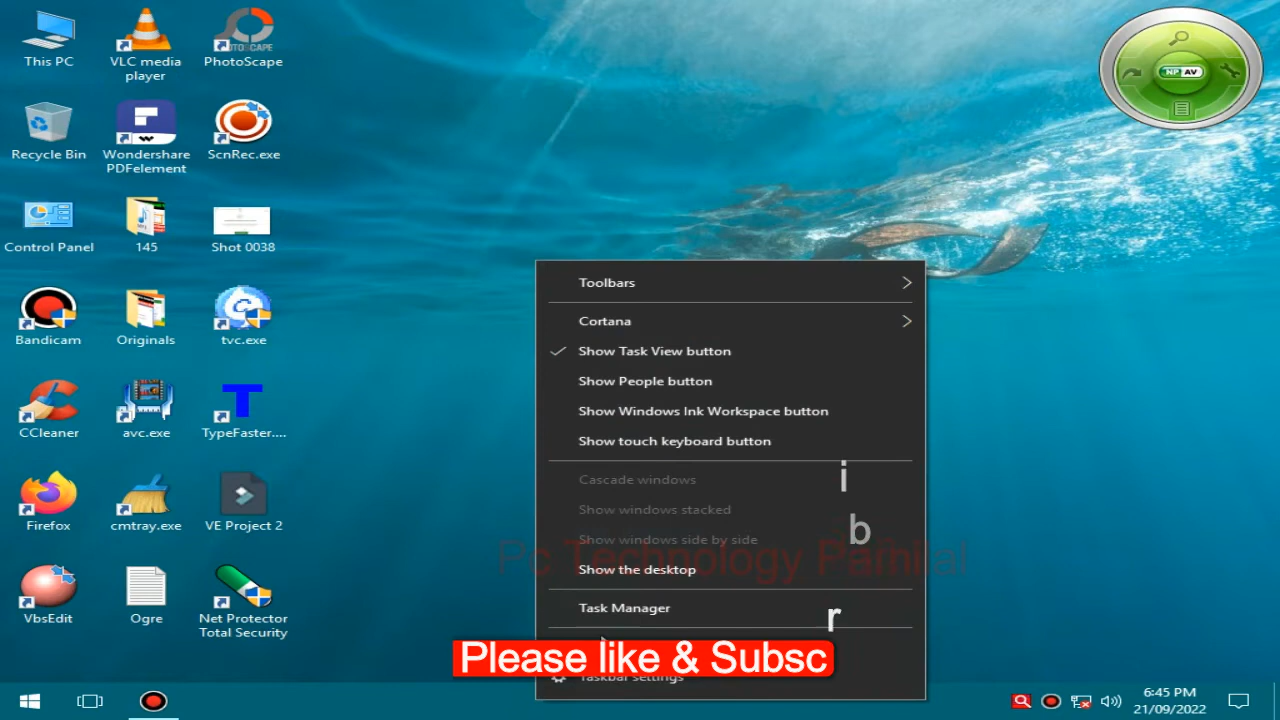 This PC
VLC media
player
PhotoScape
Recycle Bin
Wondershare
PDFelement
ScnRec.exe
Control Panel
145
Shot 0038
Bandicam
Originals
tvc.exe
CCleaner
avc.exe
TypeFaster....
Firefox
cmtray.exe
VE Project 2
VbsEdit
Ogre
Net Protector
Total Security
NP AV
Toolbars
Cortana
Show Task View button
Show People button
Show Windows Ink Workspace button
Show touch keyboard button
Cascade windows
Show windows stacked
Show windows side by side
Show the desktop
Task Manager
Taskbar settings
i
b
r
Pc Technology
Please like & Subsc
6:45 PM
21/09/2022